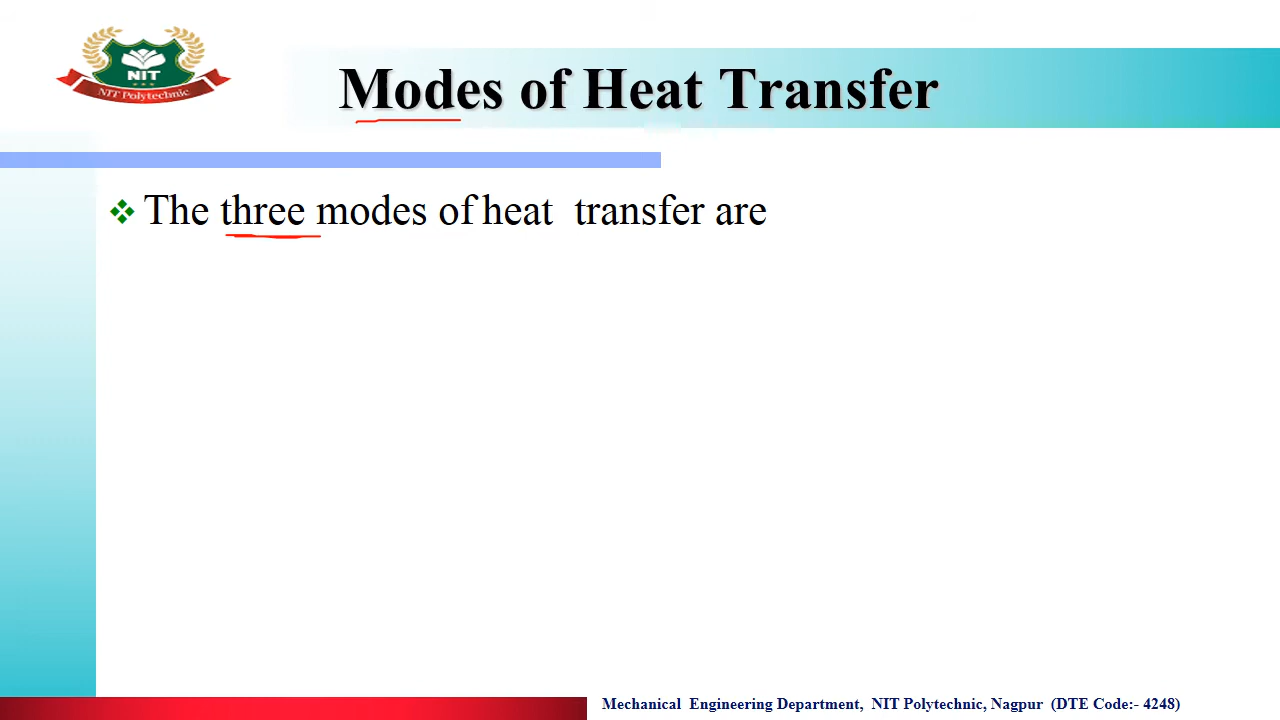 NIT
NIT Polytechnic
Modes of Heat Transfer
The three modes of heat transfer are
Mechanical Engineering Department, NIT Polytechnic, Nagpur (DTE Code:- 4248)